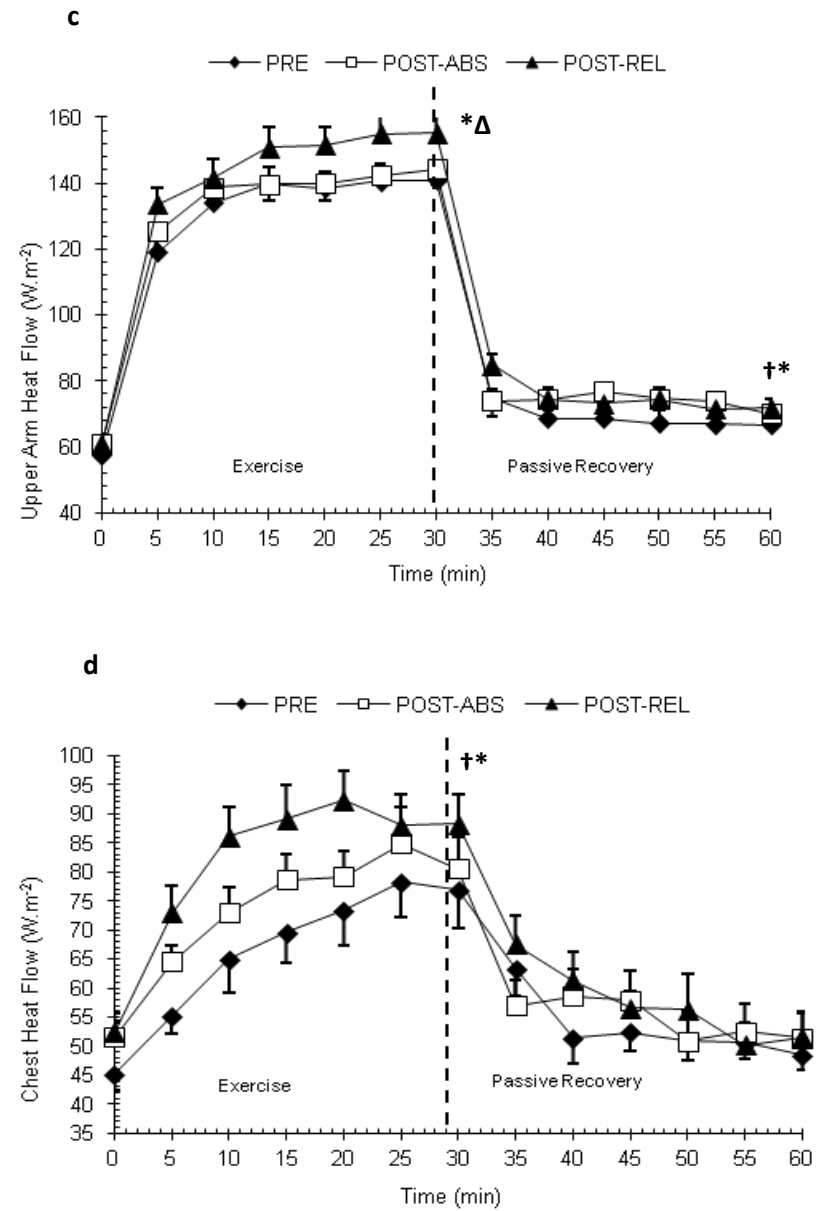 c
PRE POST-ABS POST-REL
160
140
120
100
80
60
40
*Δ
†*
Upper Arm Heat Flow (W.m-2)
Exercise Passive Recovery
0 5 10 15 20 25 30 35 40 45 50 55 60
Time (min)
d
PRE POST-ABS POST-REL
100
95
90
85
80
75
70
65
60
55
50
45
40
35
†*
Chest Heat Flow (W.m-2)
Exercise Passive Recovery
0 5 10 15 20 25 30 35 40 45 50 55 60
Time (min)